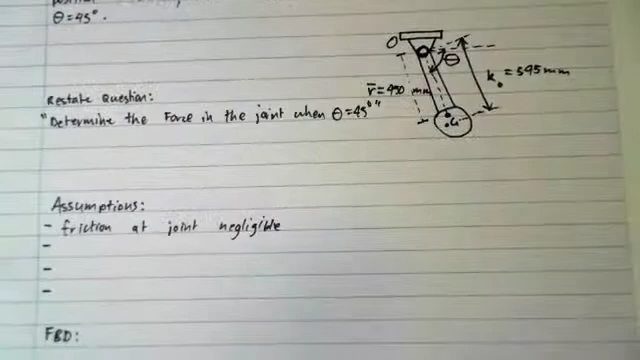 θ = 45°.
O
θ
r̄ = 450 mm
k₀ = 595 mm
G
Restate Question:
"Determine the Force in the joint when θ = 45°"
Assumptions:
- friction at joint negligible
-
-
-
FBD: